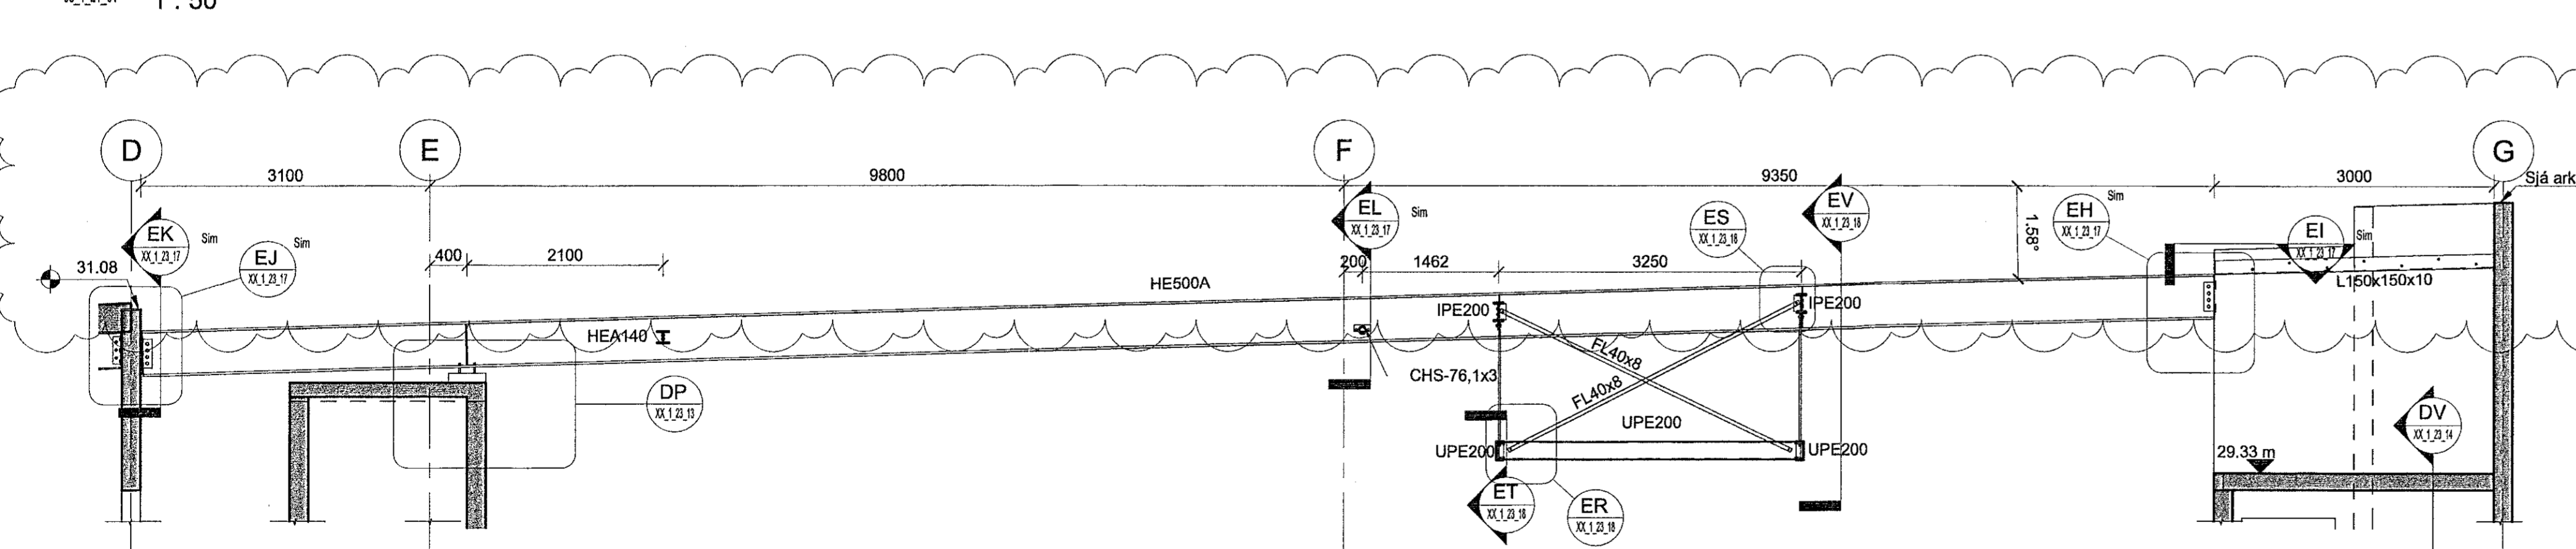 1 : 50
D
E
F
G
3100
9800
9350
3000
Sjá ark
EK
XX_1_23_17
Sim
EJ
XX_1_23_17
Sim
EL
XX_1_23_17
Sim
ES
XX_1_23_18
EV
XX_1_23_18
1.58°
EH
XX_1_23_17
Sim
EI
XX_1_23_17
Sim
31.08
400
2100
200
1462
3250
HE500A
L150x150x10
HEA140
IPE200
IPE200
CHS-76,1x3
FL40x8
FL40x8
DP
XX_1_23_13
UPE200
UPE200
UPE200
DV
XX_1_23_14
29.33 m
ET
XX_1_23_18
ER
XX_1_23_18